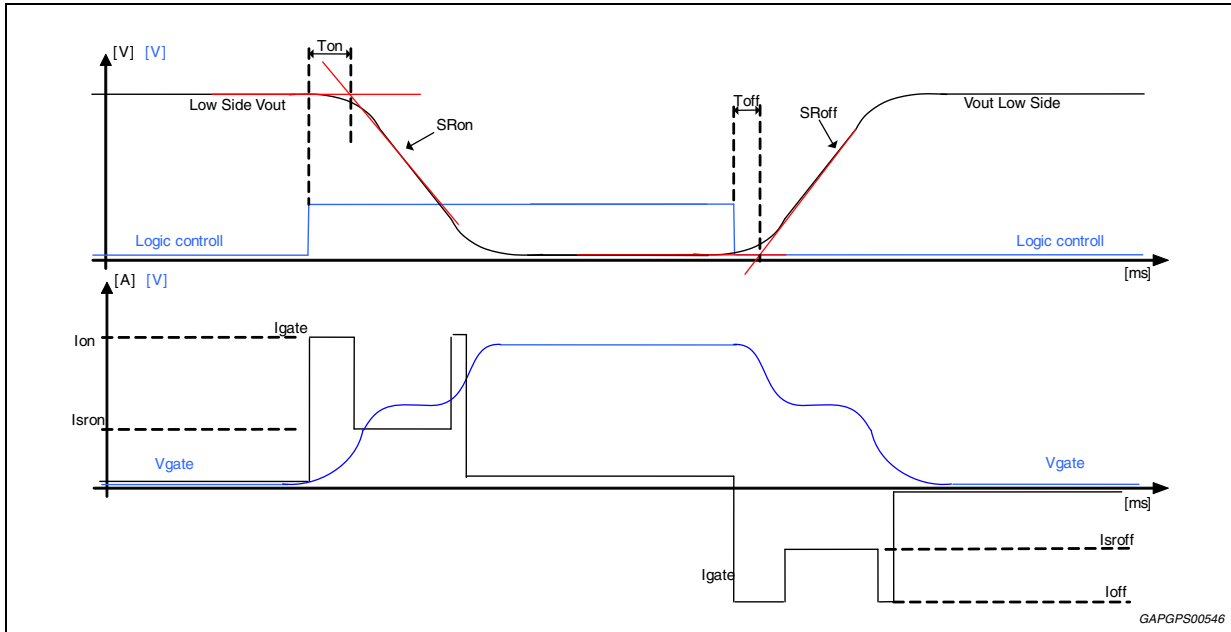 [V] [V]
Ton
Toff
Low Side Vout
Vout Low Side
SRon
SRoff
Logic controll
Logic controll
[ms]
[A] [V]
Igate
Ion
Isron
Vgate
Vgate
[ms]
Isroff
Igate
Ioff
GAPGPS00546